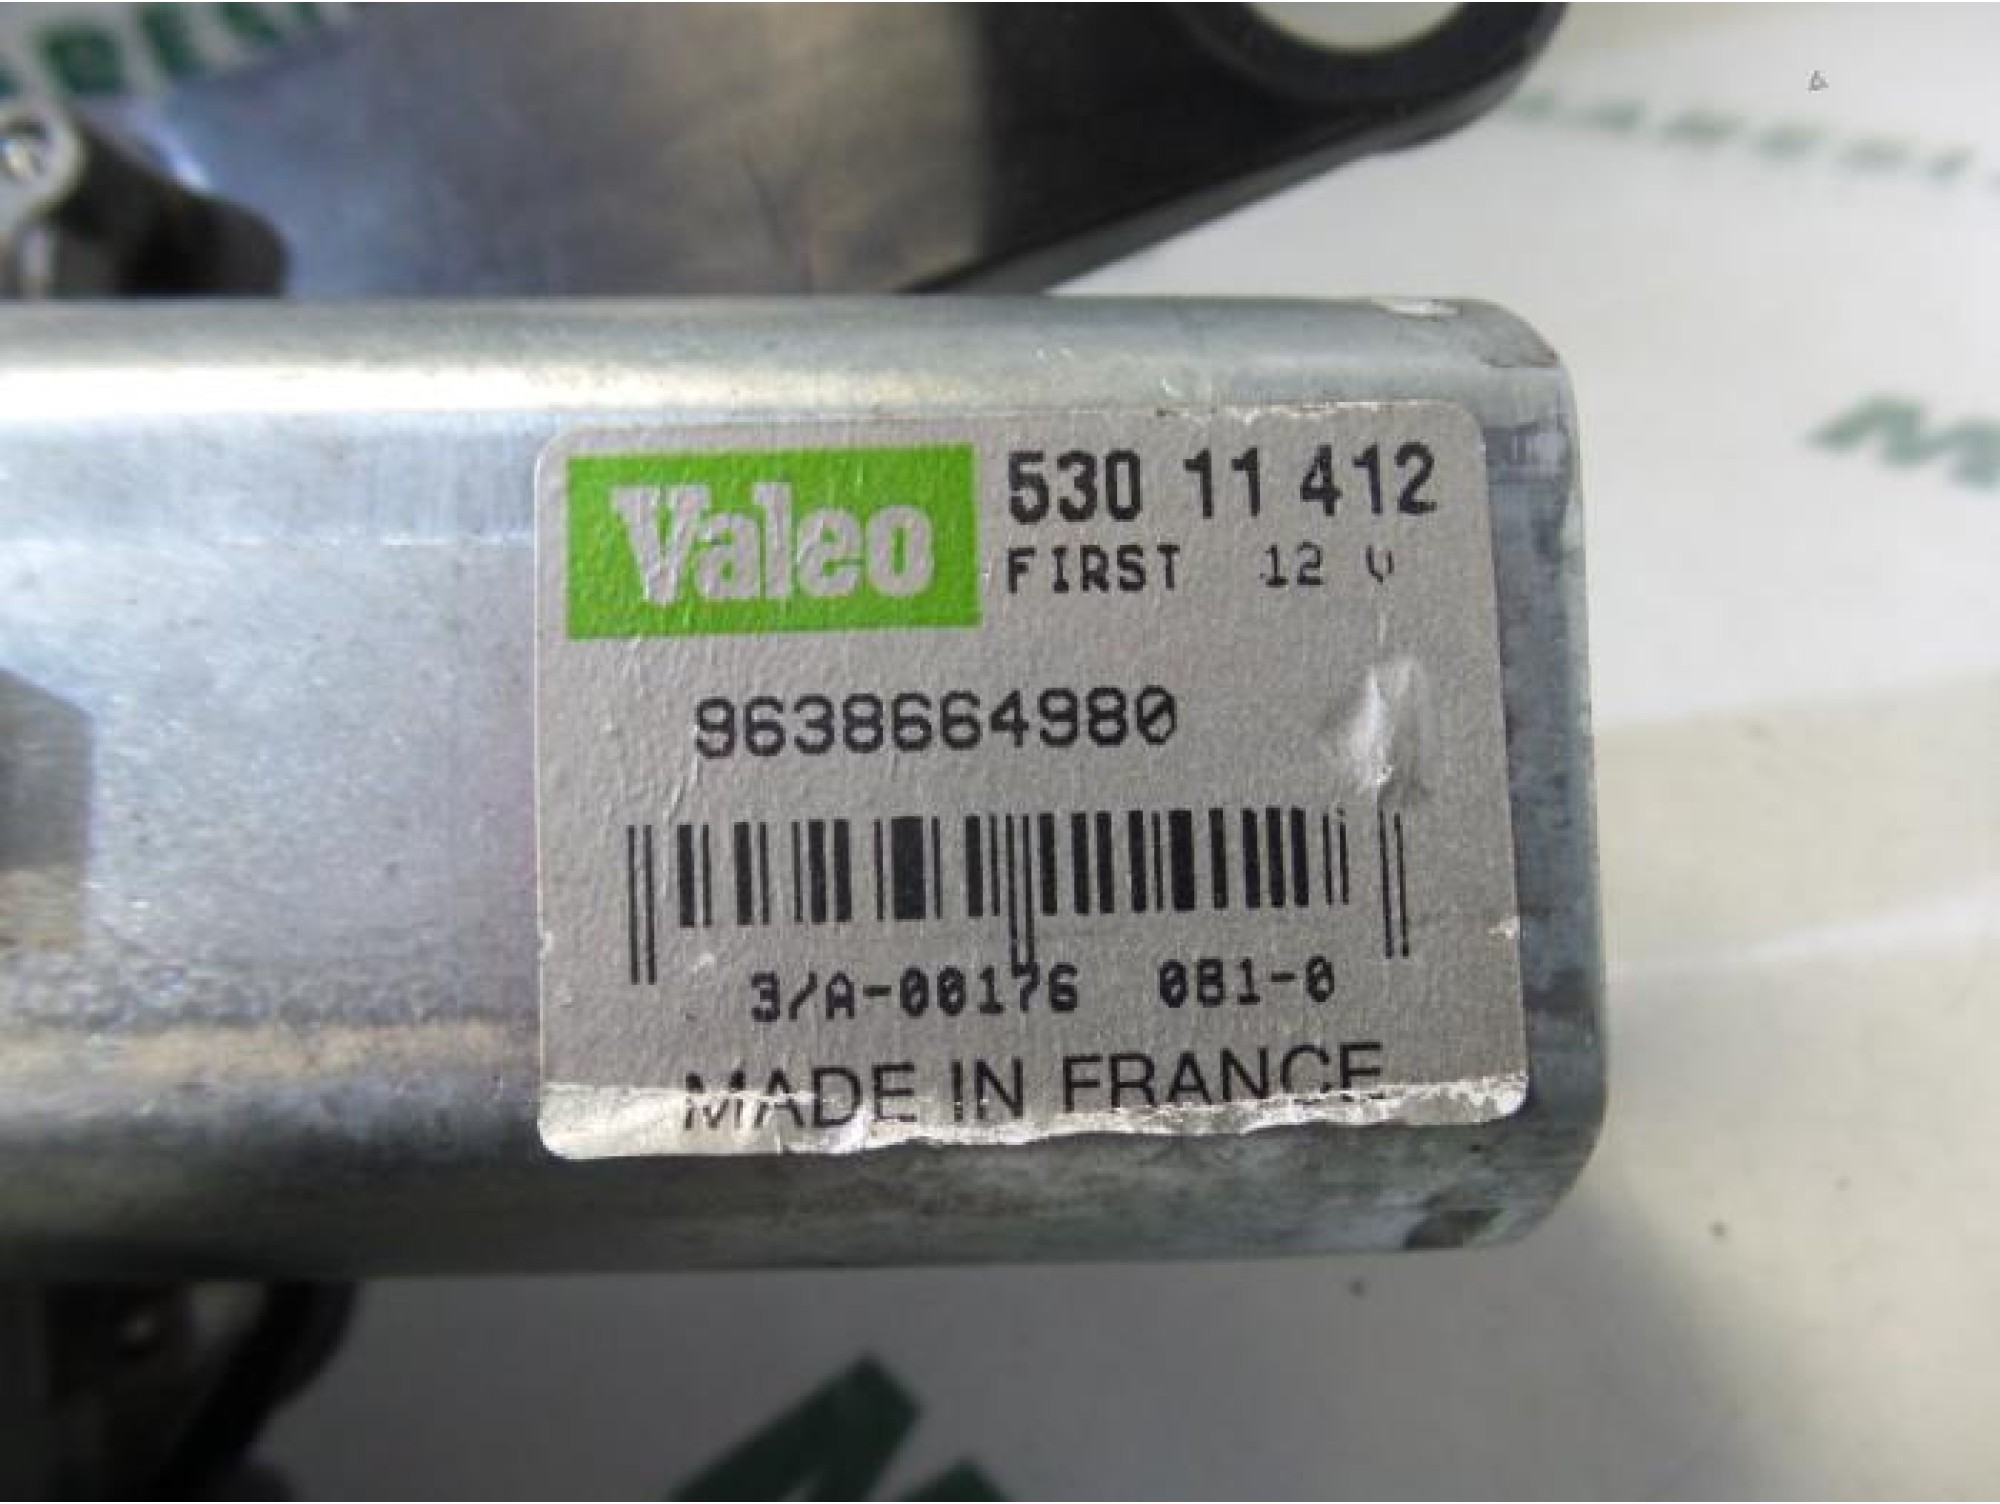 Valeo
530 11 412
FIRST 12 V
9638664980
3/A-00176 081-0
MADE IN FRANCE